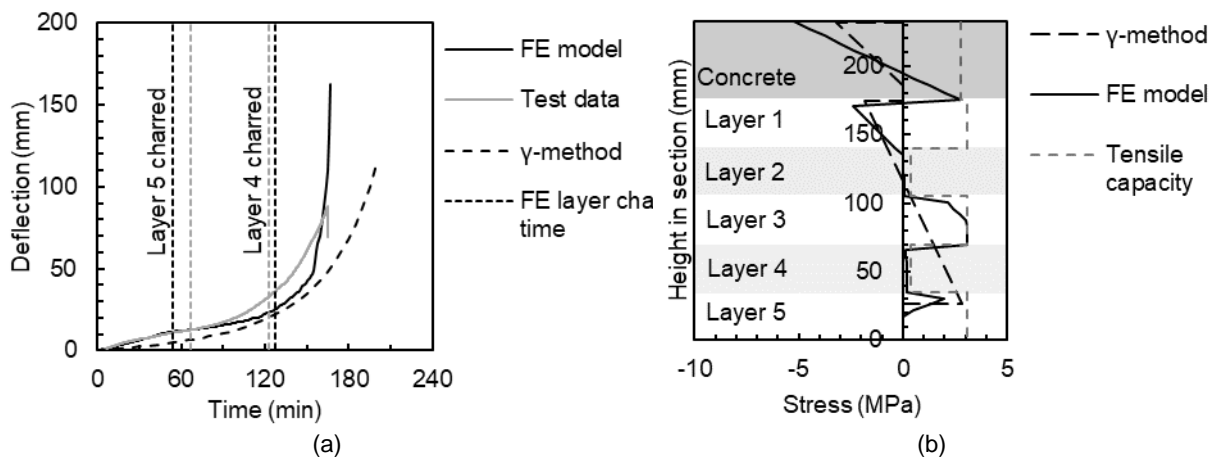 200
150
100
50
0
Deflection (mm)
Layer 5 charred
Layer 4 charred
0 60 120 180 240
Time (min)
FE model
Test data
γ-method
FE layer cha
time
(a)
Height in section (mm)
200
150
100
50
0
Concrete
Layer 1
Layer 2
Layer 3
Layer 4
Layer 5
-10 -5 0 5
Stress (MPa)
γ-method
FE model
Tensile
capacity
(b)